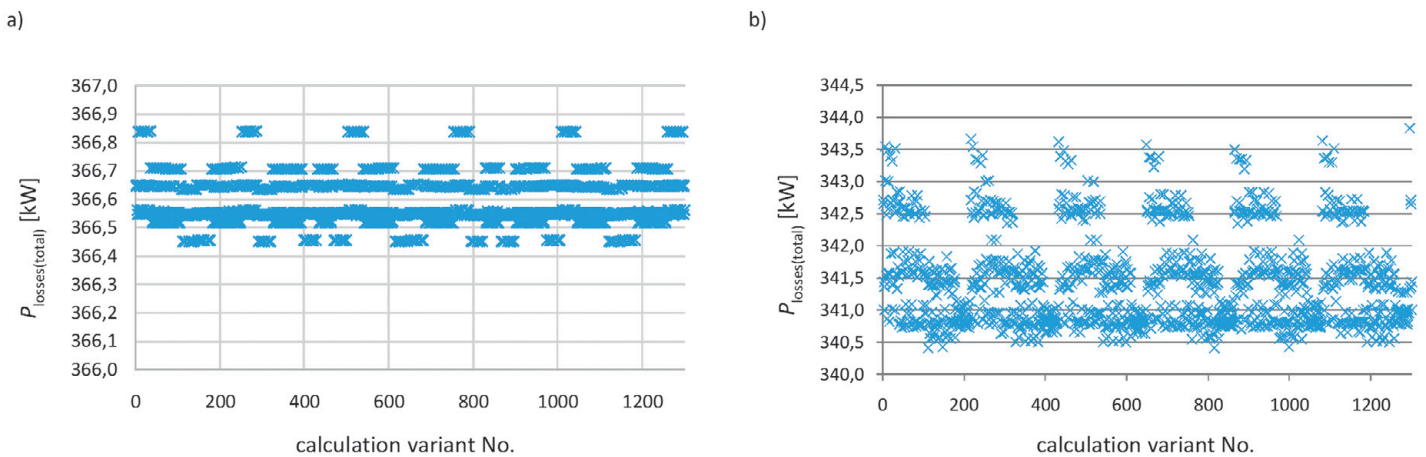 a)
367,0
366,9
366,8
366,7
366,6
366,5
366,4
366,3
366,2
366,1
366,0
P losses(total) [kW]
0 200 400 600 800 1000 1200
calculation variant No.
b)
344,5
344,0
343,5
343,0
342,5
342,0
341,5
341,0
340,5
340,0
P losses(total) [kW]
0 200 400 600 800 1000 1200
calculation variant No.